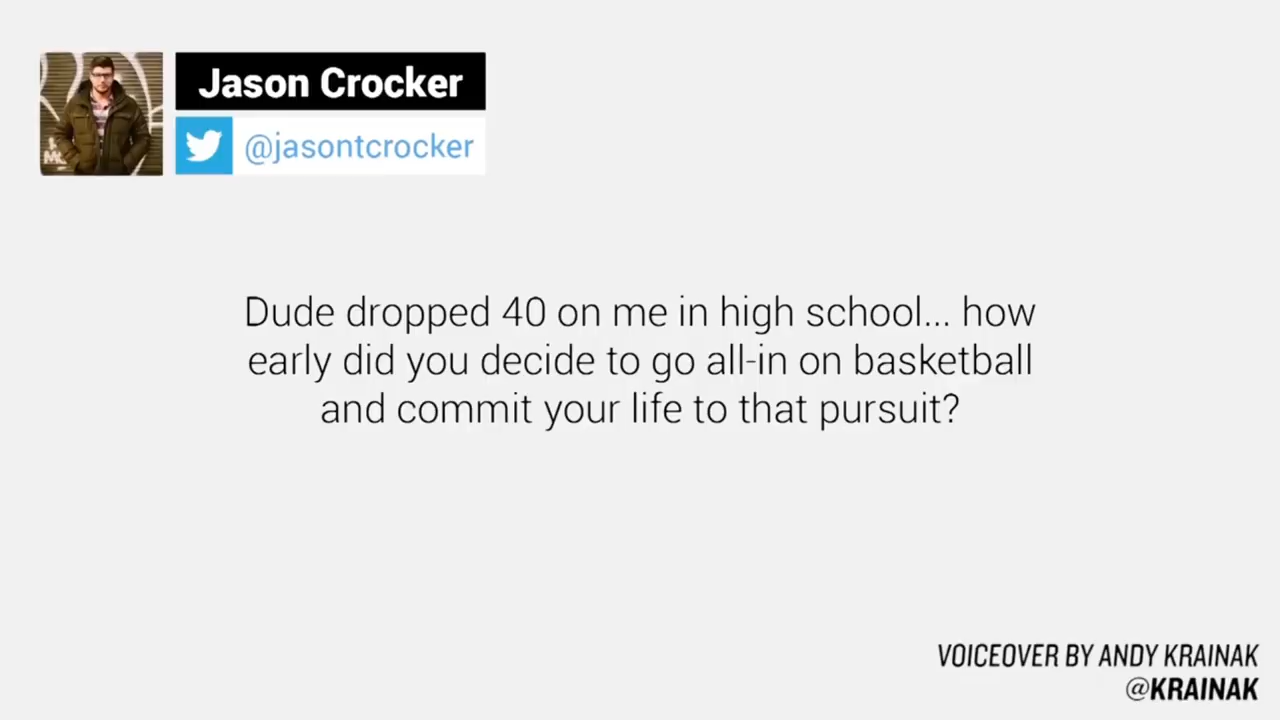 Jason Crocker
@jasontcrocker
Dude dropped 40 on me in high school... how
early did you decide to go all-in on basketball
and commit your life to that pursuit?
VOICEOVER BY ANDY KRAINAK
@KRAINAK